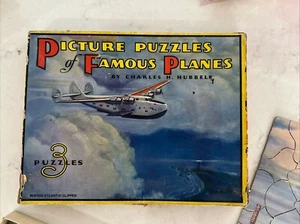 PICTURE PUZZLES
of FAMOUS PLANES
BY CHARLES H. HUBBELL
3
PUZZLES